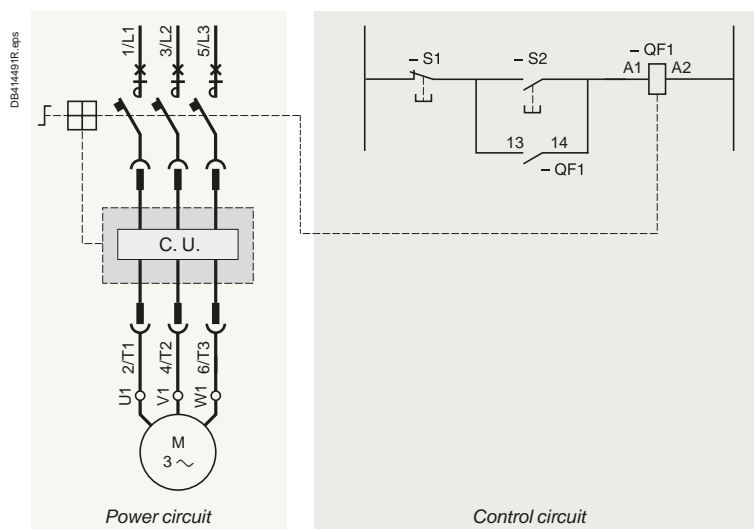 DB414491R.eps
1/L1
3/L2
5/L3
C. U.
2/T1
4/T2
6/T3
U1
V1
W1
M
3 ~
Power circuit
– S1
– S2
– QF1
A1
A2
13
14
– QF1
Control circuit